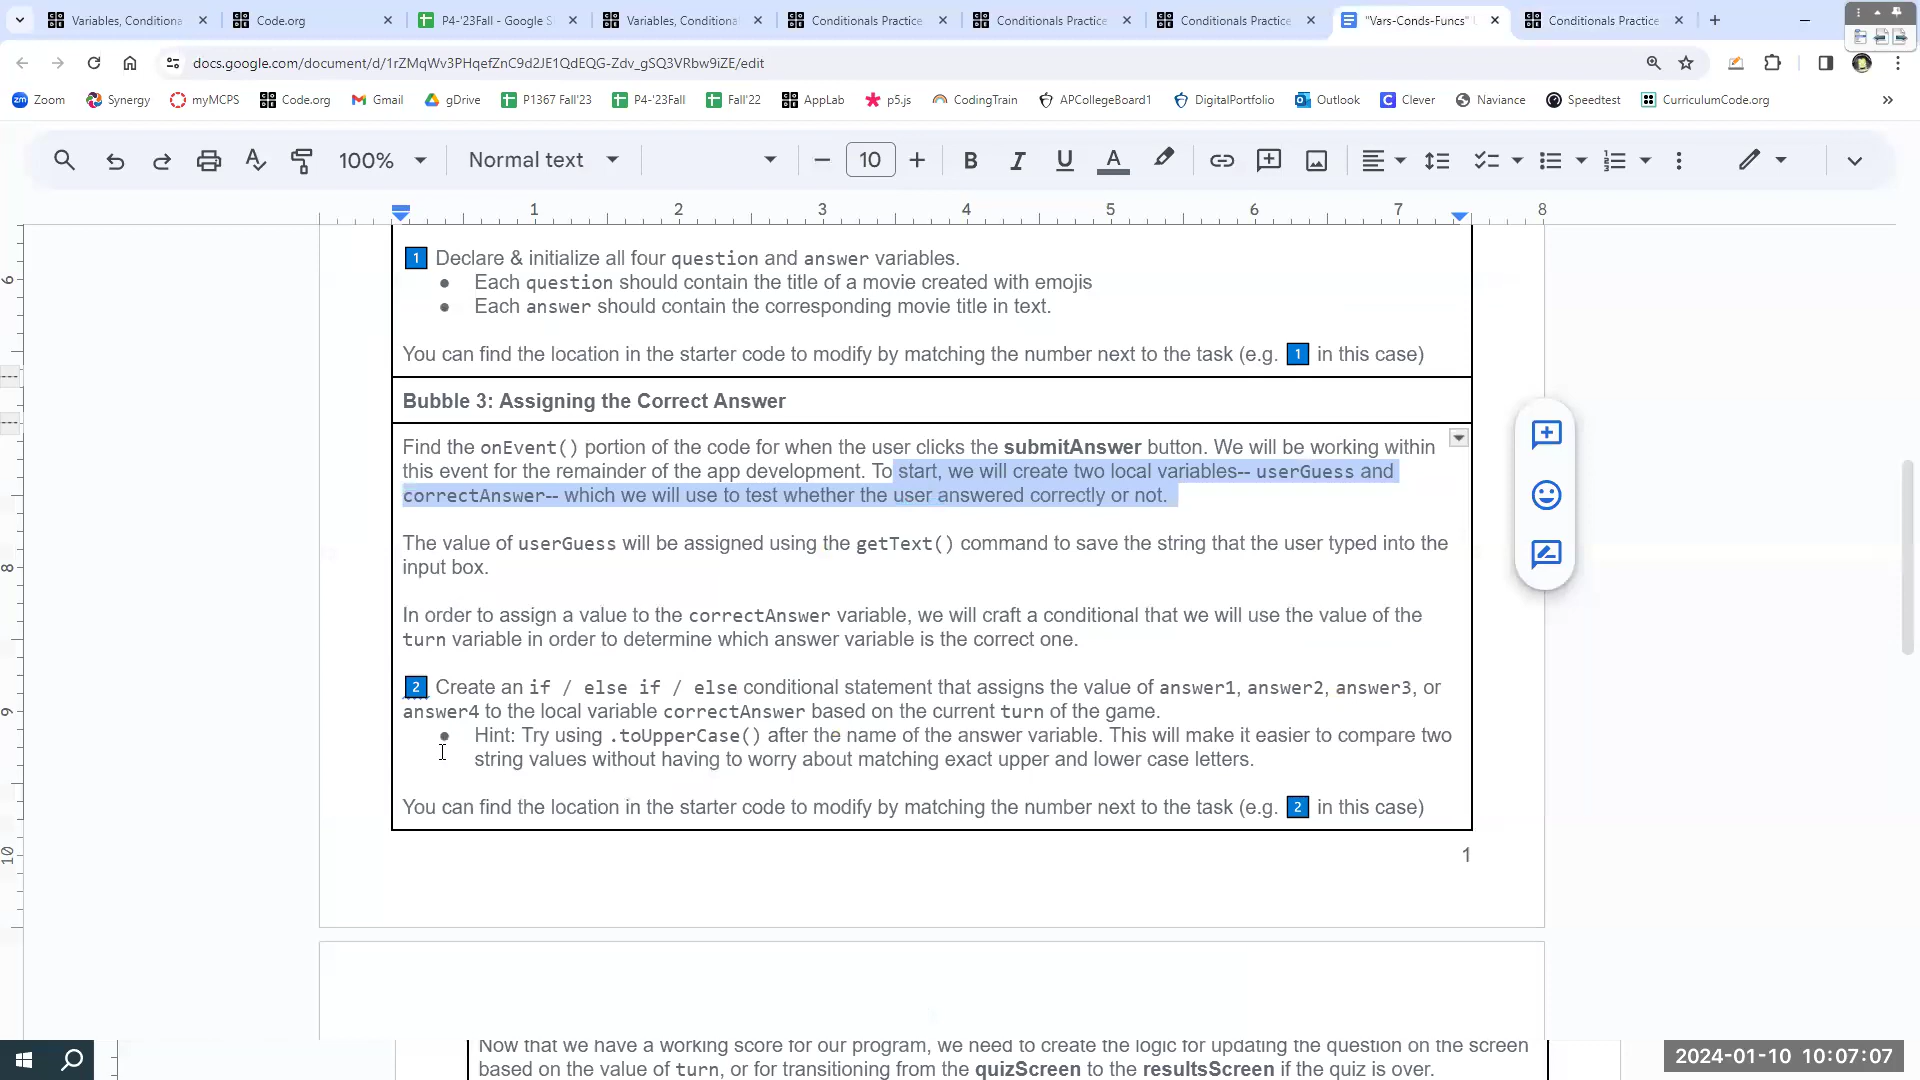 Variables, Conditiona
Code.org
P4-'23Fall - Google S
Variables, Conditiona
Conditionals Practice
Conditionals Practice
Conditionals Practice
"Vars-Conds-Funcs" U
Conditionals Practice
docs.google.com/document/d/1rZMqWv3PHqefZnC9d2JE1QdEQG-Zdv_gSQ3VRbw9iZE/edit
Zoom
Synergy
myMCPS
Code.org
Gmail
gDrive
P1367 Fall'23
P4-'23Fall
Fall'22
AppLab
p5.js
CodingTrain
APCollegeBoard1
DigitalPortfolio
Outlook
Clever
Naviance
Speedtest
CurriculumCode.org
100%
Normal text
10
1 2 3 4 5 6 7 8
1 Declare & initialize all four question and answer variables.
● Each question should contain the title of a movie created with emojis
● Each answer should contain the corresponding movie title in text.
You can find the location in the starter code to modify by matching the number next to the task (e.g. 1 in this case)
Bubble 3: Assigning the Correct Answer
Find the onEvent() portion of the code for when the user clicks the submitAnswer button. We will be working within
this event for the remainder of the app development. To start, we will create two local variables-- userGuess and
correctAnswer-- which we will use to test whether the user answered correctly or not.
The value of userGuess will be assigned using the getText() command to save the string that the user typed into the
input box.
In order to assign a value to the correctAnswer variable, we will craft a conditional that we will use the value of the
turn variable in order to determine which answer variable is the correct one.
2 Create an if / else if / else conditional statement that assigns the value of answer1, answer2, answer3, or
answer4 to the local variable correctAnswer based on the current turn of the game.
● Hint: Try using .toUpperCase() after the name of the answer variable. This will make it easier to compare two
string values without having to worry about matching exact upper and lower case letters.
You can find the location in the starter code to modify by matching the number next to the task (e.g. 2 in this case)
1
Now that we have a working score for our program, we need to create the logic for updating the question on the screen
based on the value of turn, or for transitioning from the quizScreen to the resultsScreen if the quiz is over.
6
8
9
10
2024-01-10 10:07:07